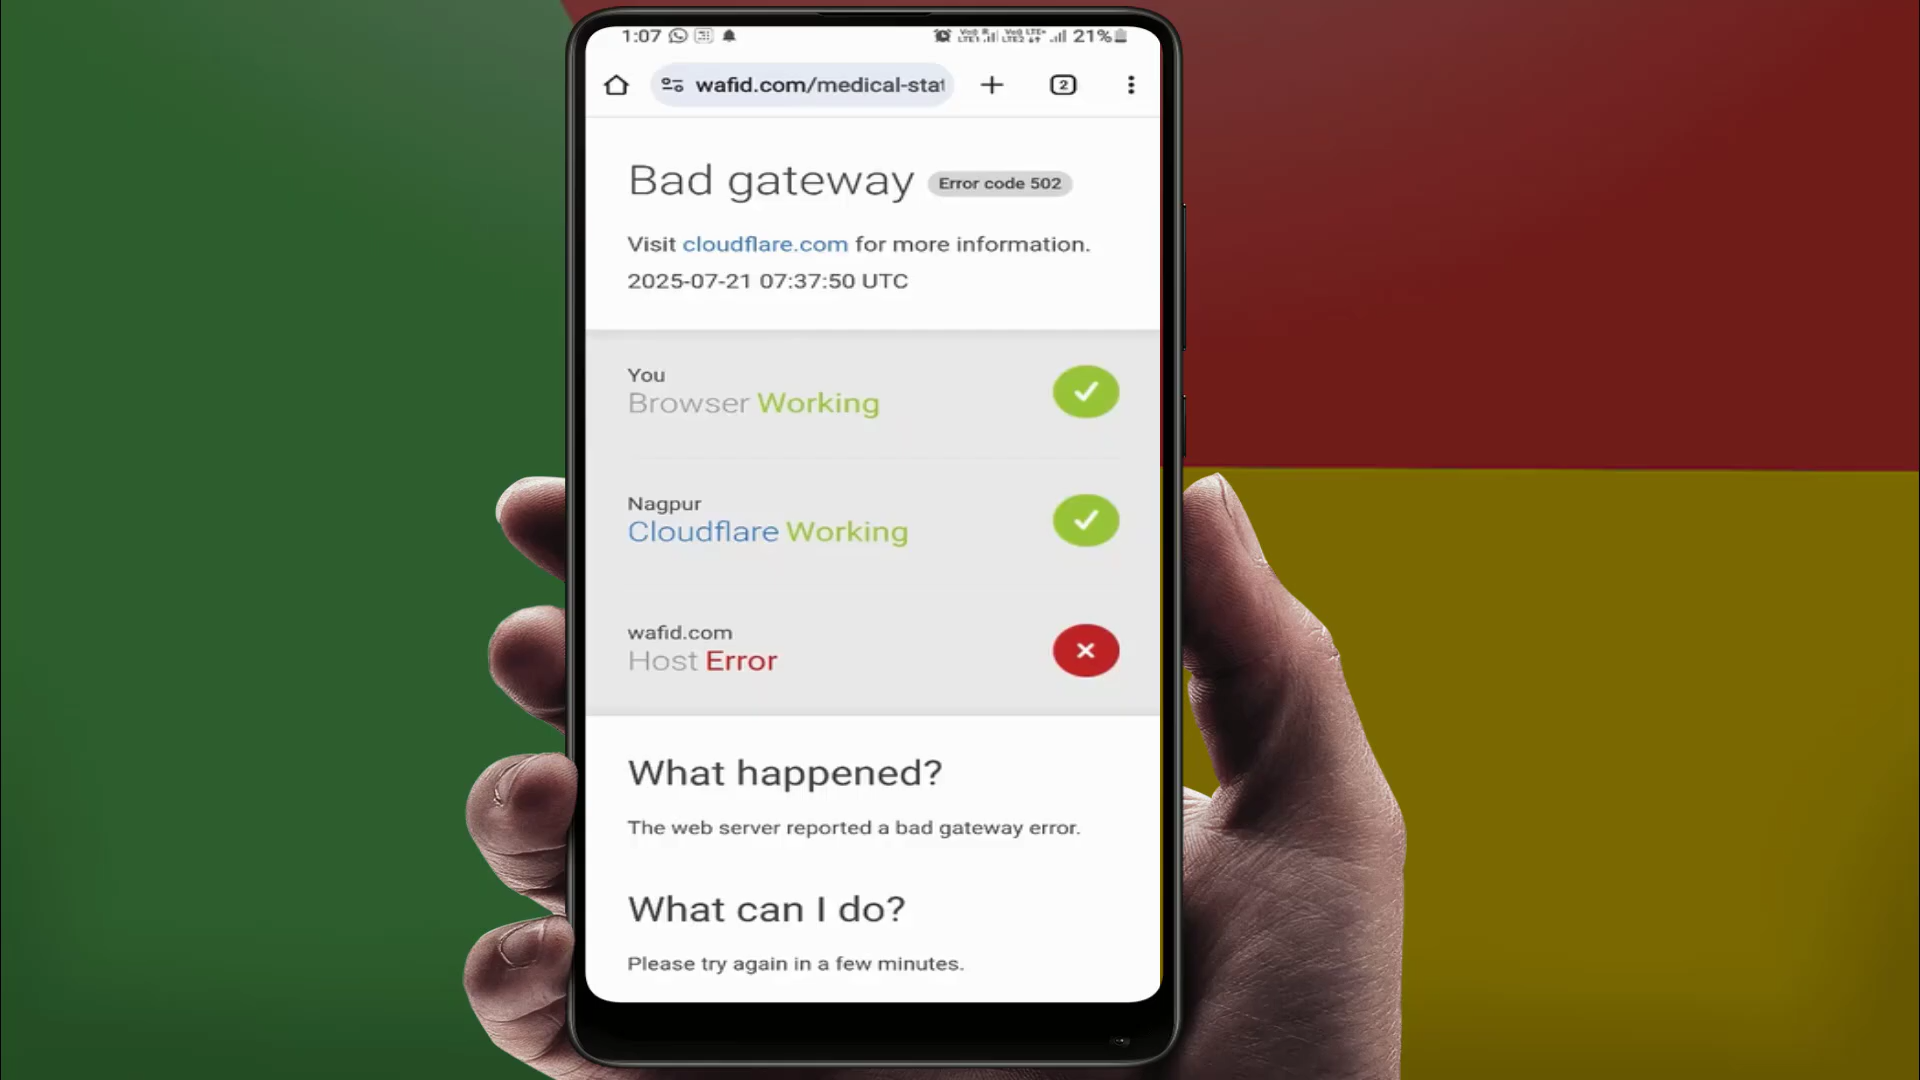 1:07 21%
wafid.com/medical-stat
2
Bad gateway Error code 502
Visit cloudflare.com for more information.
2025-07-21 07:37:50 UTC
You
Browser Working
Nagpur
Cloudflare Working
wafid.com
Host Error
What happened?
The web server reported a bad gateway error.
What can I do?
Please try again in a few minutes.